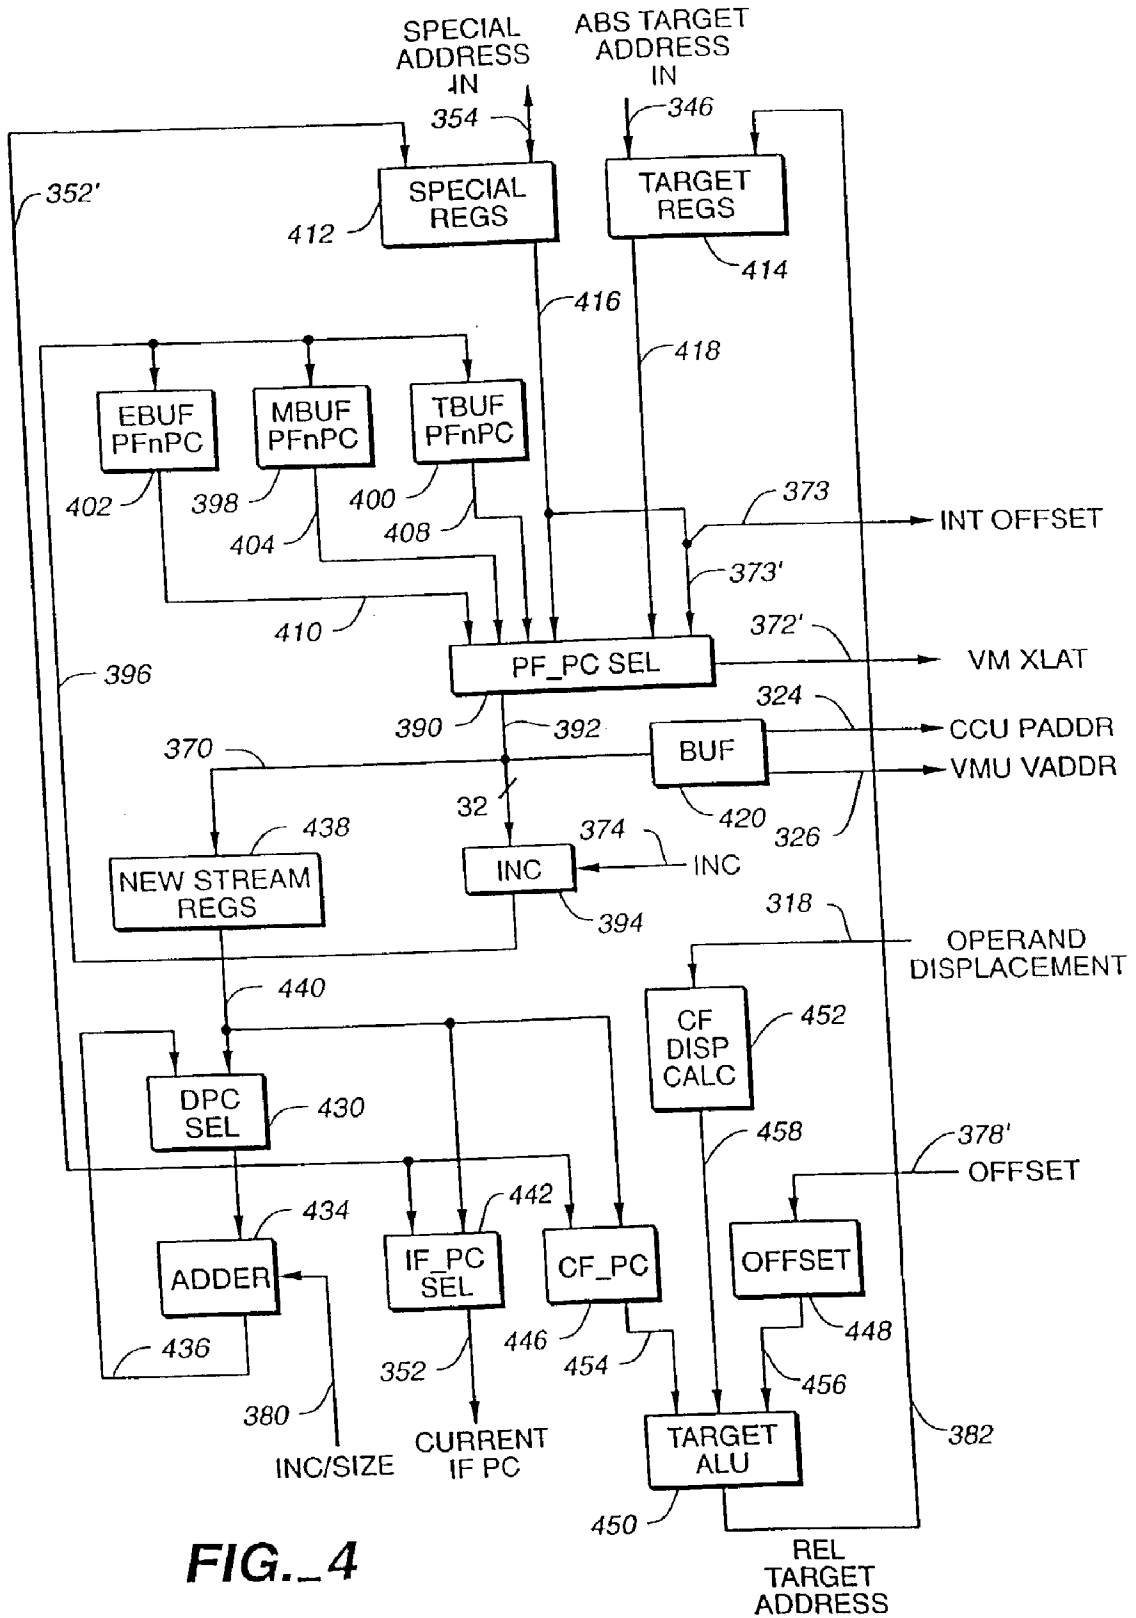 SPECIAL
ADDRESS
IN
ABS TARGET
ADDRESS
IN
354
346
352'
SPECIAL
REGS
TARGET
REGS
412
414
416
418
EBUF
PFnPC
MBUF
PFnPC
TBUF
PFnPC
402
398
400
404
408
373
INT OFFSET
373'
410
372'
396
PF_PC SEL
VM XLAT
390
392
324
370
BUF
CCU PADDR
VMU VADDR
32
420
326
438
374
NEW STREAM
REGS
INC
INC
394
318
OPERAND
DISPLACEMENT
440
CF
DISP
CALC
452
DPC
SEL
430
458
378'
OFFSET
434
442
ADDER
IF_PC
SEL
CF_PC
OFFSET
436
352
446
454
448
456
380
INC/SIZE
CURRENT
IF PC
TARGET
ALU
382
450
FIG._4
REL
TARGET
ADDRESS